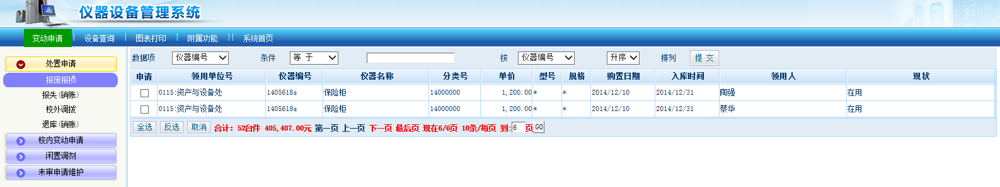 仪器设备管理系统
变动申请 设备查询 图表打印 附属功能 系统首页
处置申请
报废报损
报失(销账)
校外调拨
退库(销账)
校内变动申请
闲置调剂
未审申请维护
数据项 仪器编号 条件 等 于 按 仪器编号 升序 排列 提 交
申请 领用单位号 仪器编号 仪器名称 分类号 单价 型号 规格 购置日期 入库时间 领用人 现状
0115:资产与设备处 1405618s 保险柜 14000000 1,200.00 * * 2014/12/10 2014/12/31 陶强 在用
0115:资产与设备处 1405619s 保险柜 14000000 1,200.00 * * 2014/12/10 2014/12/31 蔡华 在用
全选 反选 取消 合计: 52台件 405,407.00元 第一页 上一页 下一页 最后页 现在6/6页 10条/每页 到:6页 GO